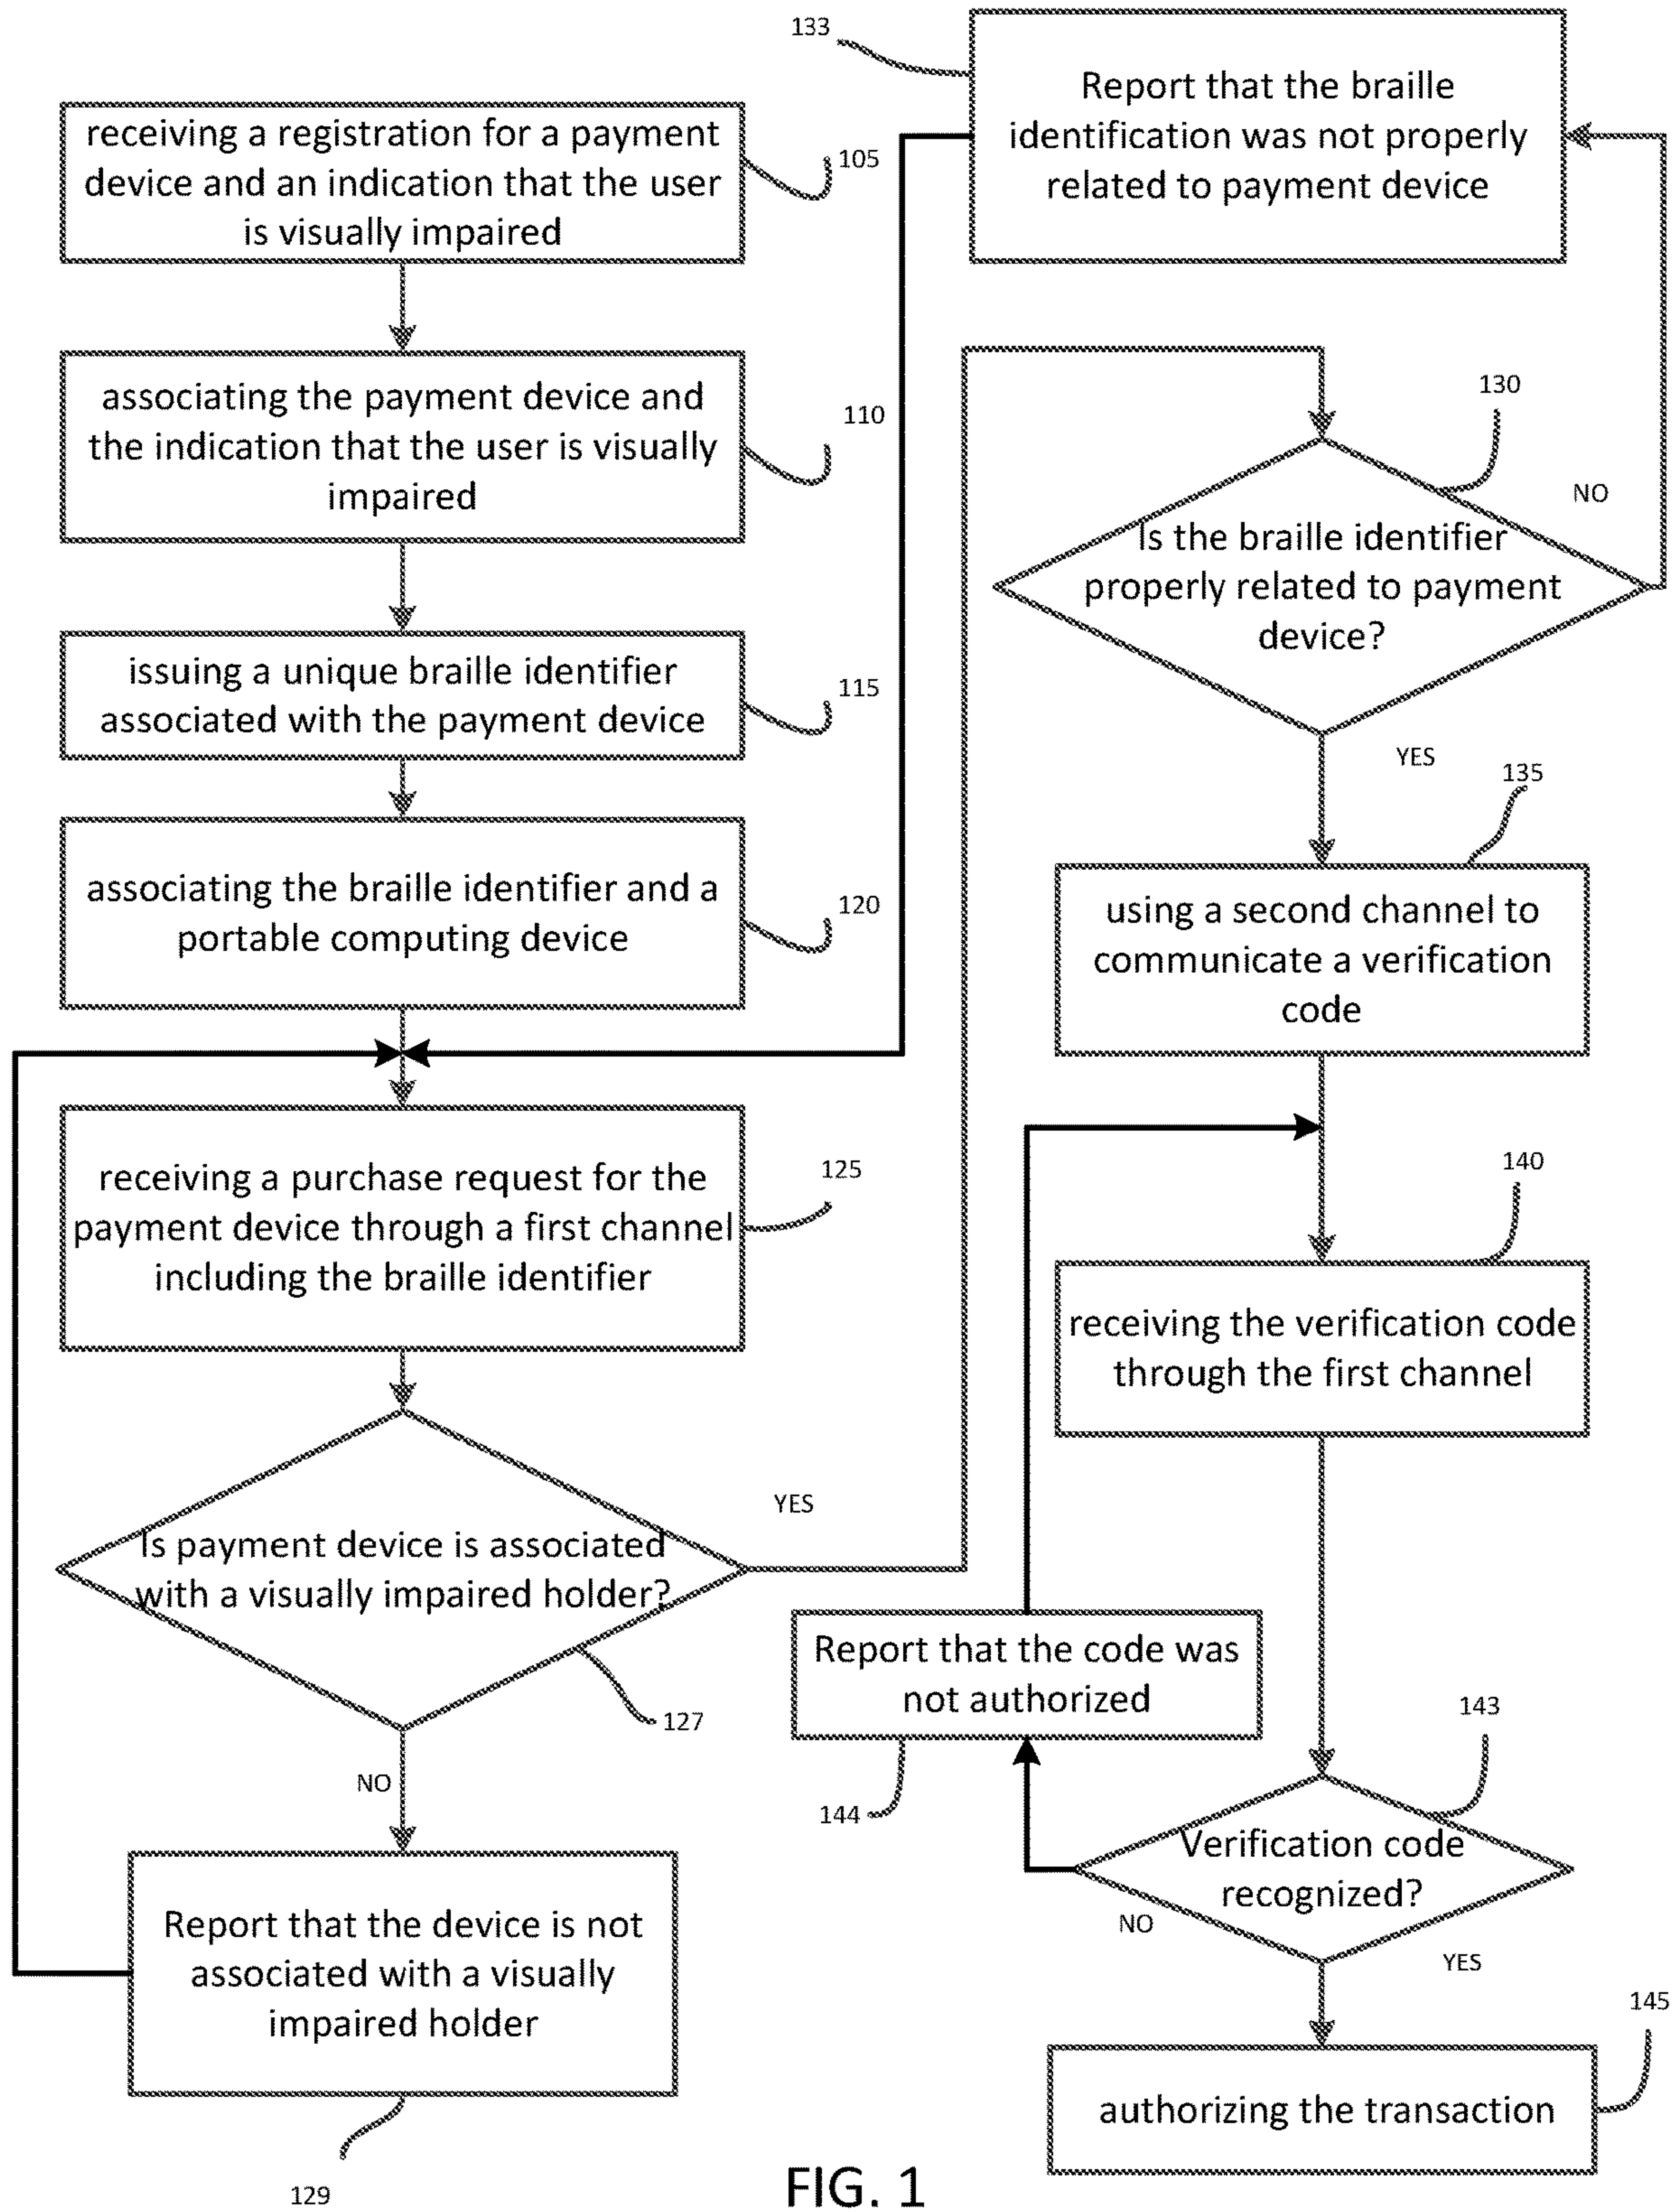 receiving a registration for a payment
device and an indication that the user
is visually impaired
105
associating the payment device and
the indication that the user is visually
impaired
110
issuing a unique braille identifier
associated with the payment device
115
associating the braille identifier and a
portable computing device
120
receiving a purchase request for the
payment device through a first channel
including the braille identifier
125
Is payment device is associated
with a visually impaired holder?
YES
127
NO
Report that the device is not
associated with a visually
impaired holder
129
133
Report that the braille
identification was not properly
related to payment device
130
NO
Is the braille identifier
properly related to payment
device?
YES
135
using a second channel to
communicate a verification
code
140
receiving the verification code
through the first channel
Report that the code was
not authorized
144
143
Verification code
recognized?
NO
YES
145
authorizing the transaction
FIG. 1